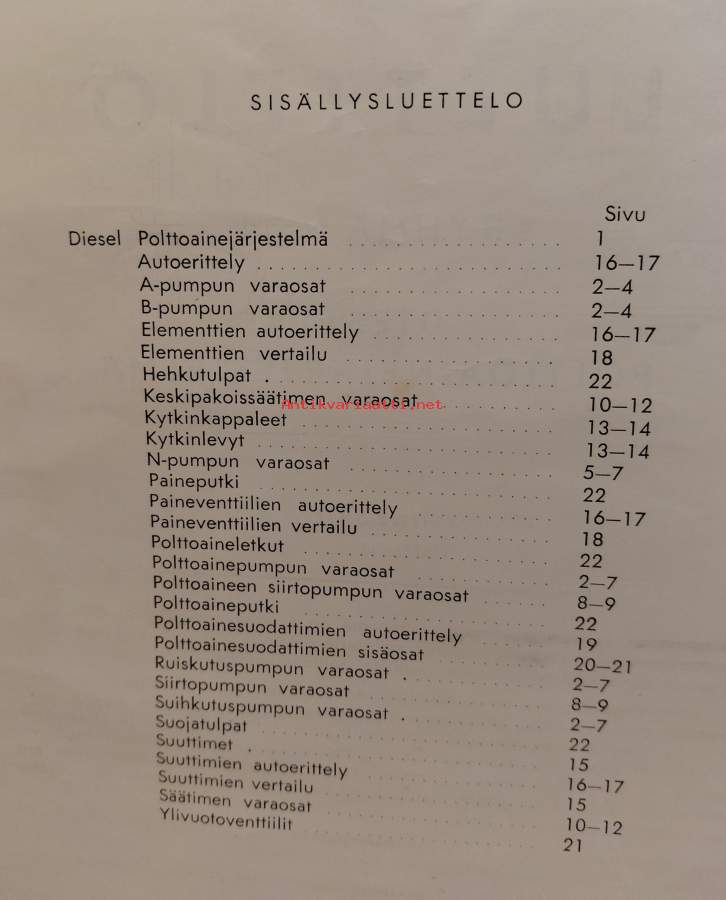 SISÄLLYSLUETTELO
Sivu
Diesel Polttoainejärjestelmä . . . . . . . . 1
Autoerittely . . . . . . . . 16—17
A-pumpun varaosat . . . . . . . . 2—4
B-pumpun varaosat . . . . . . . . 2—4
Elementtien autoerittely . . . . . . . . 16—17
Elementtien vertailu . . . . . . . . 18
Hehkutulpat . . . . . . . . 22
Keskipakoissäätimen varaosat . . . . . . . . 10—12
Antikvariaatti.net
Kytkinkappaleet . . . . . . . . 13—14
Kytkinlevyt . . . . . . . . 13—14
N-pumpun varaosat . . . . . . . . 5—7
Paineputki . . . . . . . . 22
Paineventtiilien autoerittely . . . . . . . . 16—17
Paineventtiilien vertailu . . . . . . . . 18
Polttoaineletkut . . . . . . . . 22
Polttoainepumpun varaosat . . . . . . . . 2—7
Polttoaineen siirtopumpun varaosat . . . . . . . . 8—9
Polttoaineputki . . . . . . . . 22
Polttoainesuodattimien autoerittely . . . . . . . . 19
Polttoainesuodattimien sisäosat . . . . . . . . 20—21
Ruiskutuspumpun varaosat . . . . . . . . 2—7
Siirtopumpun varaosat . . . . . . . . 8—9
Suihkutuspumpun varaosat . . . . . . . . 2—7
Suojatulpat . . . . . . . . 22
Suuttimet . . . . . . . . 15
Suuttimien autoerittely . . . . . . . . 16—17
Suuttimien vertailu . . . . . . . . 15
Säätimen varaosat . . . . . . . . 10—12
Ylivuotoventtiilit . . . . . . . . 21